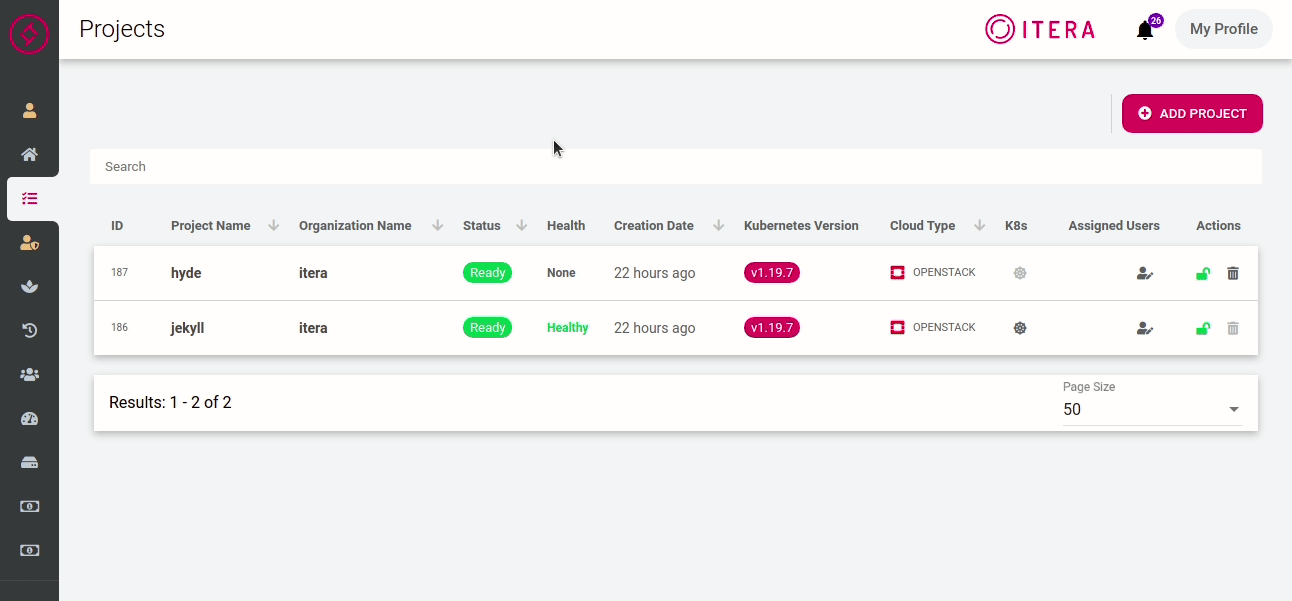 Projects
ITERA
26
My Profile
ADD PROJECT
Search
ID Project Name Organization Name Status Health Creation Date Kubernetes Version Cloud Type K8s Assigned Users Actions
187 hyde itera Ready None 22 hours ago v1.19.7 OPENSTACK
186 jekyll itera Ready Healthy 22 hours ago v1.19.7 OPENSTACK
Results: 1 - 2 of 2
Page Size
50